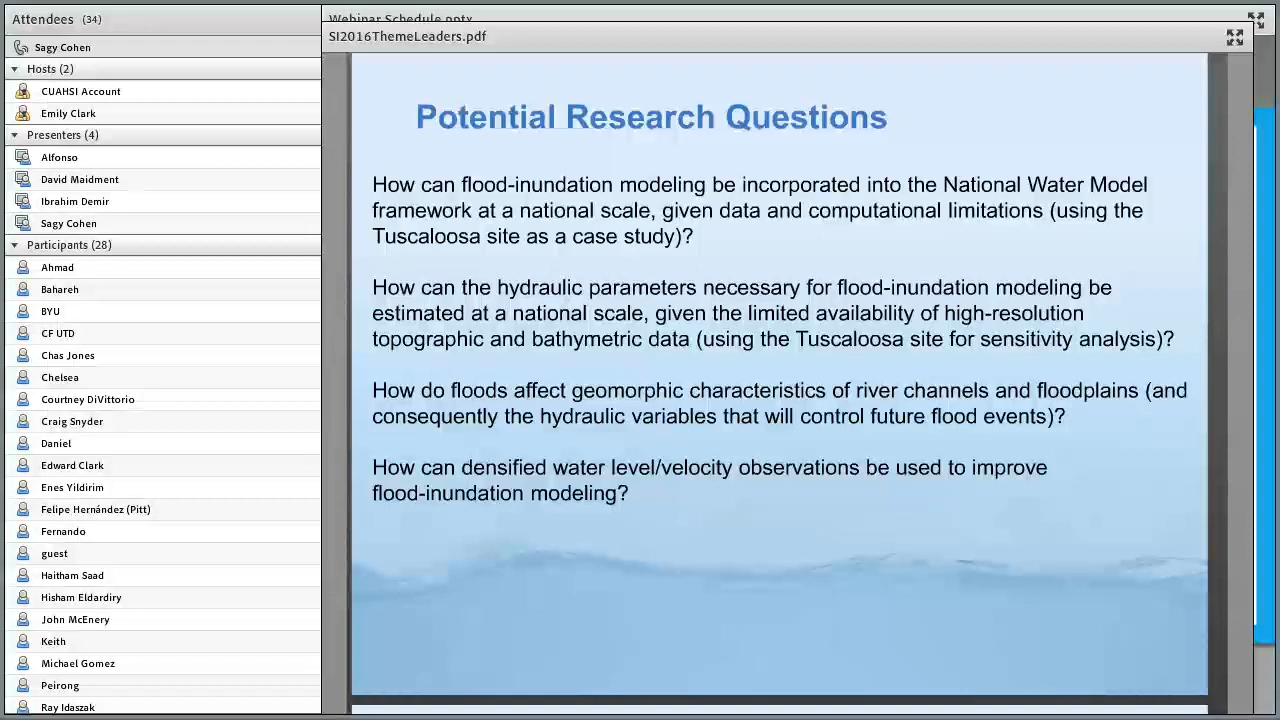 Attendees (34)
Sagy Cohen
Hosts (2)
CUAHSI Account
Emily Clark
Presenters (4)
Alfonso
David Maidment
Ibrahim Demir
Sagy Cohen
Participants (28)
Ahmad
Bahareh
BYU
CF UTD
Chas Jones
Chelsea
Courtney DiVittorio
Craig Snyder
Daniel
Edward Clark
Enes Yildirim
Felipe Hernández (Pitt)
Fernando
guest
Haitham Saad
Hisham Eldardiry
John McEnery
Keith
Michael Gomez
Peirong
Ray Idaszak
Webinar Schedule.pptx
SI2016ThemeLeaders.pdf
Potential Research Questions
How can flood-inundation modeling be incorporated into the National Water Model
framework at a national scale, given data and computational limitations (using the
Tuscaloosa site as a case study)?
How can the hydraulic parameters necessary for flood-inundation modeling be
estimated at a national scale, given the limited availability of high-resolution
topographic and bathymetric data (using the Tuscaloosa site for sensitivity analysis)?
How do floods affect geomorphic characteristics of river channels and floodplains (and
consequently the hydraulic variables that will control future flood events)?
How can densified water level/velocity observations be used to improve
flood-inundation modeling?